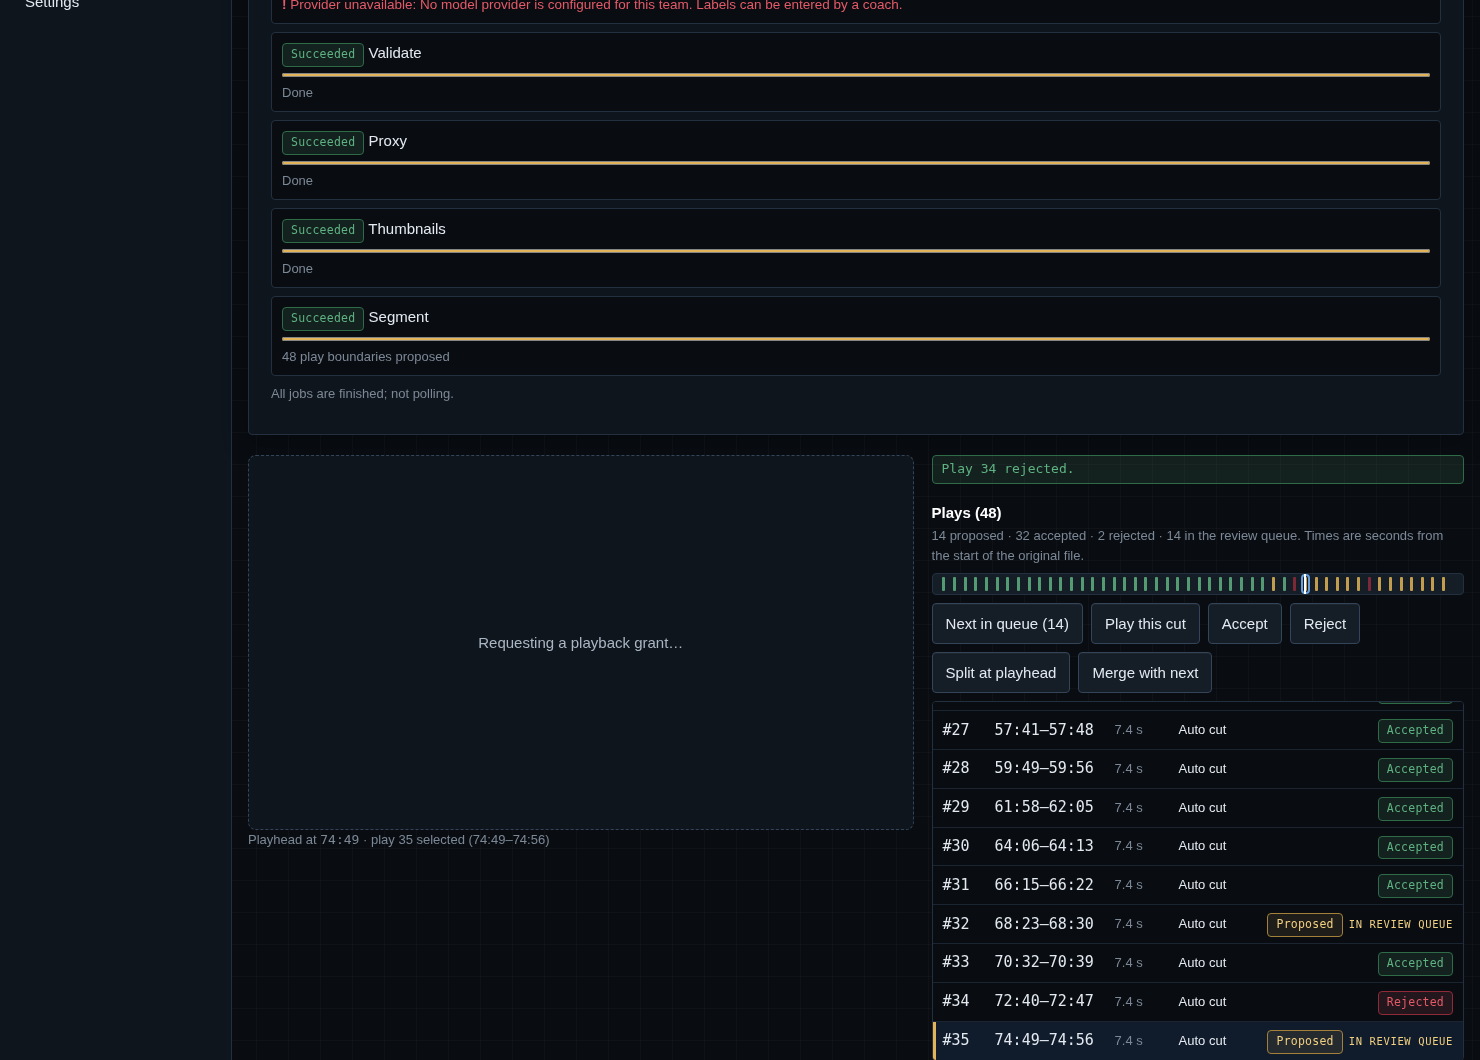 Settings
! Provider unavailable: No model provider is configured for this team. Labels can be entered by a coach.
Succeeded Validate
Done
Succeeded Proxy
Done
Succeeded Thumbnails
Done
Succeeded Segment
48 play boundaries proposed
All jobs are finished; not polling.
Requesting a playback grant…
Playhead at 74:49 · play 35 selected (74:49–74:56)
Play 34 rejected.
Plays (48)
14 proposed · 32 accepted · 2 rejected · 14 in the review queue. Times are seconds from
the start of the original file.
Next in queue (14) Play this cut Accept Reject
Split at playhead Merge with next
#27 57:41–57:48 7.4 s Auto cut Accepted
#28 59:49–59:56 7.4 s Auto cut Accepted
#29 61:58–62:05 7.4 s Auto cut Accepted
#30 64:06–64:13 7.4 s Auto cut Accepted
#31 66:15–66:22 7.4 s Auto cut Accepted
#32 68:23–68:30 7.4 s Auto cut Proposed IN REVIEW QUEUE
#33 70:32–70:39 7.4 s Auto cut Accepted
#34 72:40–72:47 7.4 s Auto cut Rejected
#35 74:49–74:56 7.4 s Auto cut Proposed IN REVIEW QUEUE